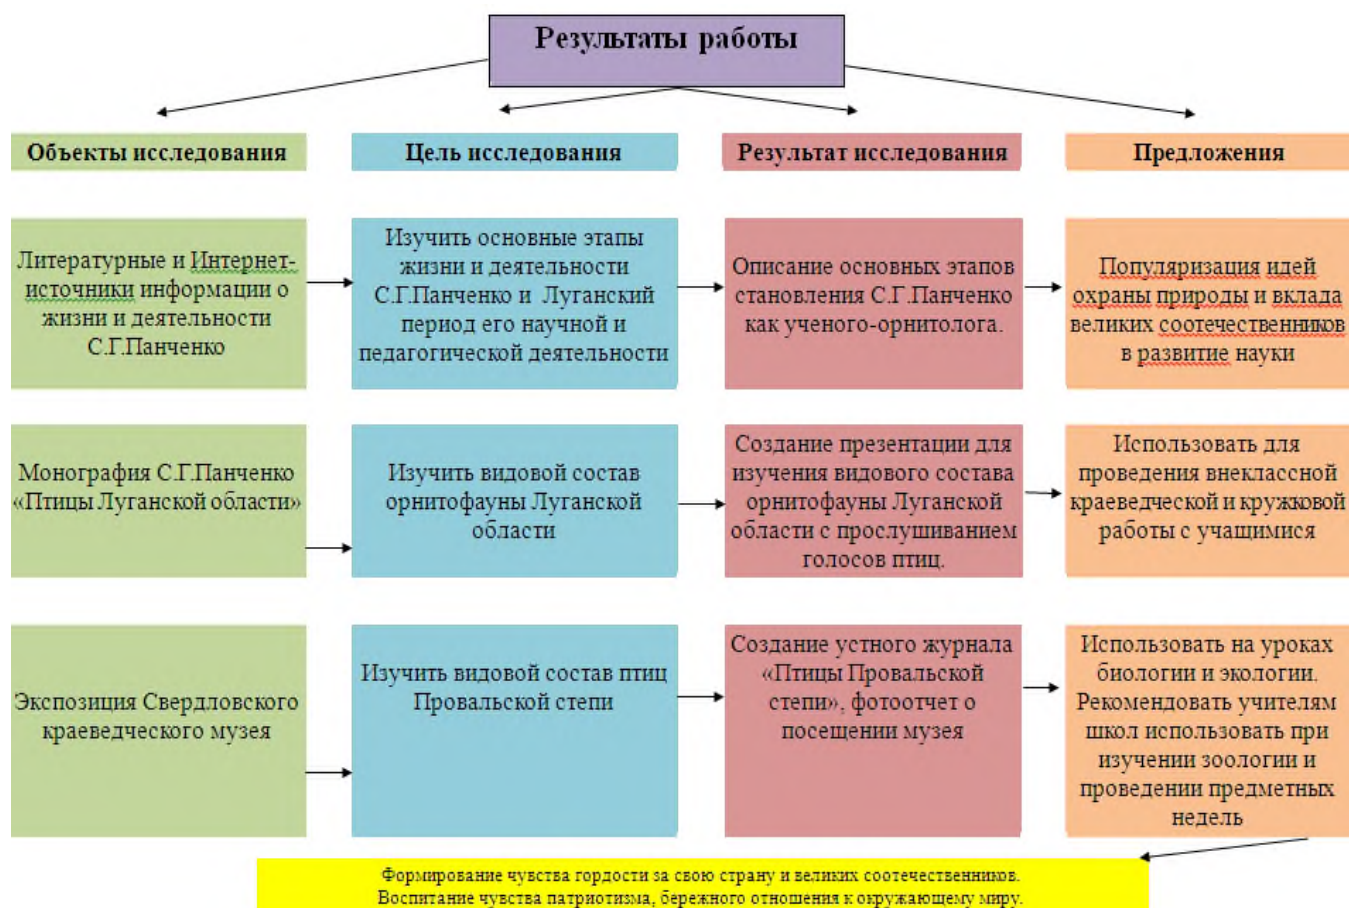 Результаты работы
Объекты исследования
Цель исследования
Результат исследования
Предложения
Литературные и Интернет-
источники информации о
жизни и деятельности
С.Г.Панченко
Изучить основные этапы
жизни и деятельности
С.Г.Панченко и Луганский
период его научной и
педагогической деятельности
Описание основных этапов
становления С.Г.Панченко
как ученого-орнитолога.
Популяризация идей
охраны природы и вклада
великих соотечественников
в развитие науки
Монография С.Г.Панченко
«Птицы Луганской области»
Изучить видовой состав
орнитофауны Луганской
области
Создание презентации для
изучения видового состава
орнитофауны Луганской
области с прослушиванием
голосов птиц.
Использовать для
проведения внеклассной
краеведческой и кружковой
работы с учащимися
Экспозиция Свердловского
краеведческого музея
Изучить видовой состав птиц
Провальской степи
Создание устного журнала
«Птицы Провальской
степи», фотоотчет о
посещении музея
Использовать на уроках
биологии и экологии.
Рекомендовать учителям
школ использовать при
изучении зоологии и
проведении предметных
недель
Формирование чувства гордости за свою страну и великих соотечественников.
Воспитание чувства патриотизма, бережного отношения к окружающему миру.